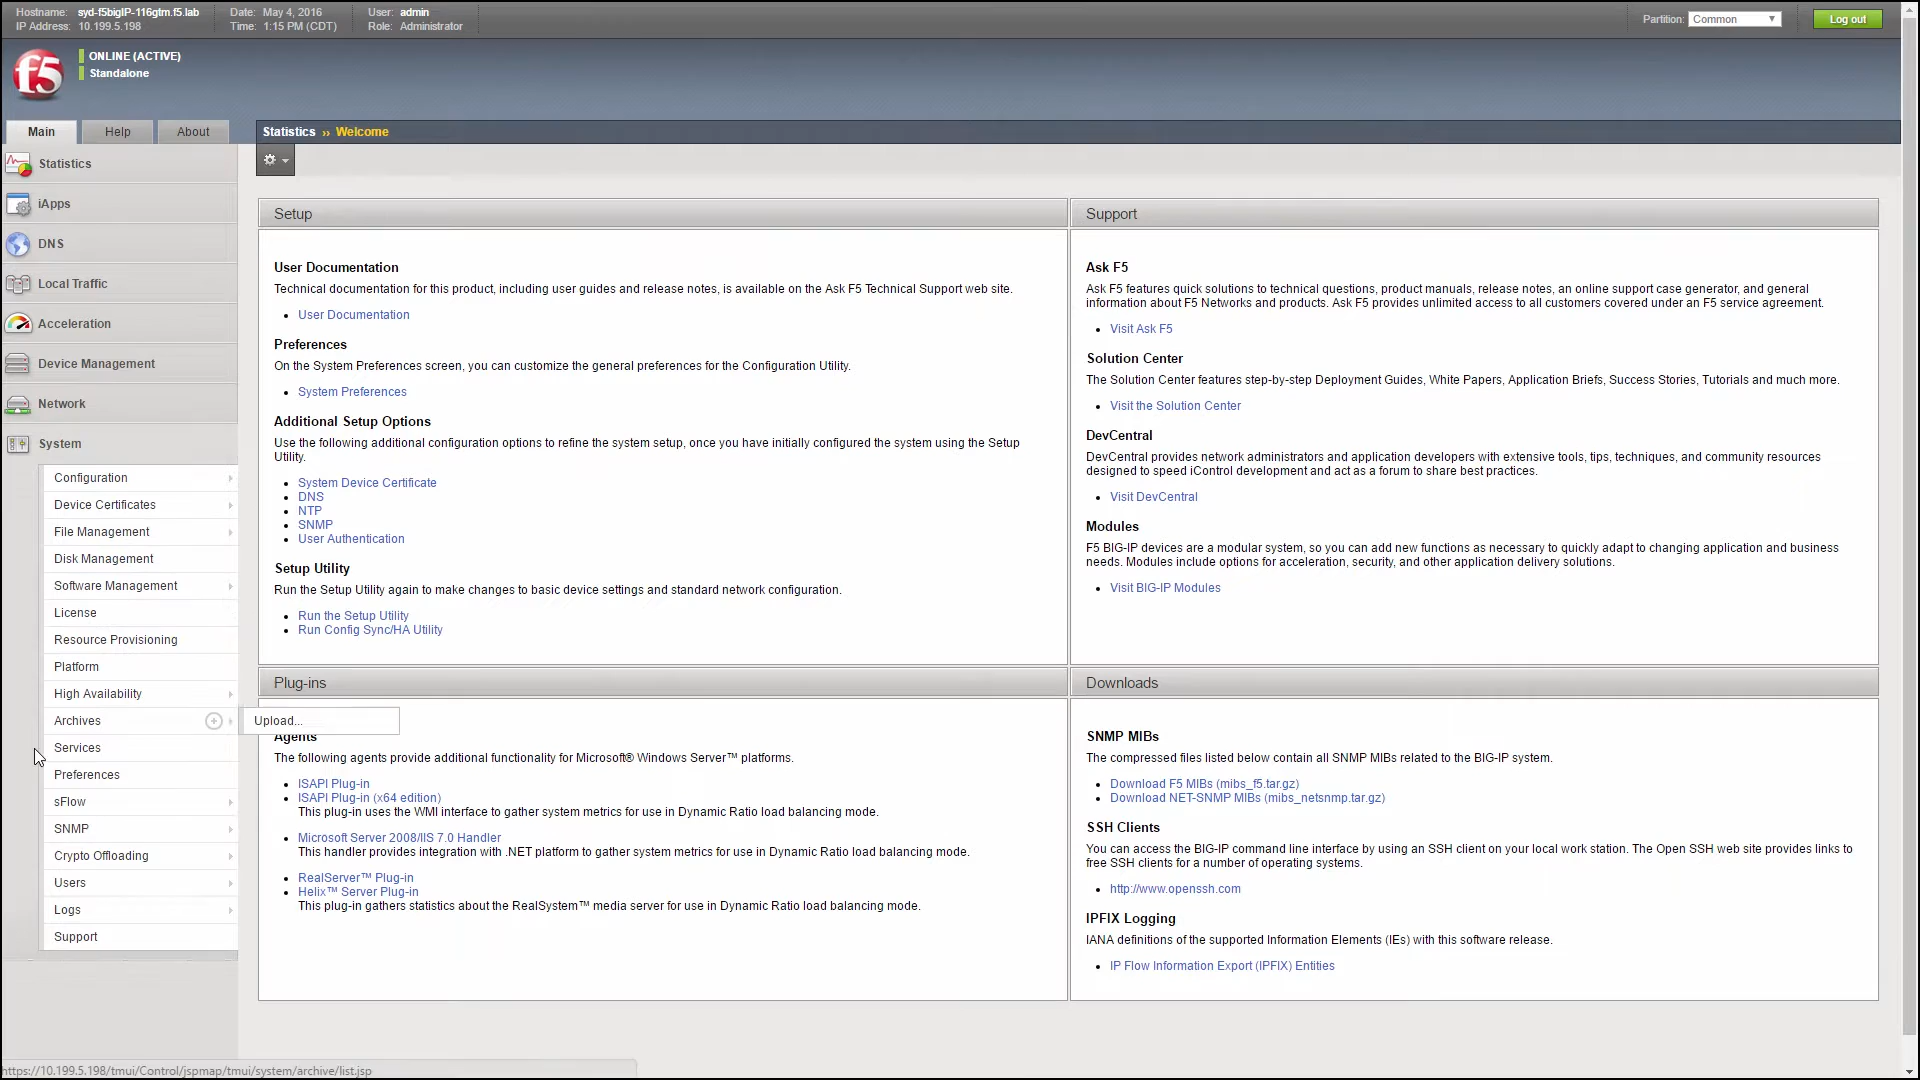 Hostname: syd-f5bigIP-116gtm.f5.lab
IP Address: 10.199.5.198
Date: May 4, 2016
Time: 1:15 PM (CDT)
User: admin
Role: Administrator
Partition: Common
Log out
f5
ONLINE (ACTIVE)
Standalone
Main
Help
About
Statistics ›› Welcome
Statistics
iApps
DNS
Local Traffic
Acceleration
Device Management
Network
System
Configuration
Device Certificates
File Management
Disk Management
Software Management
License
Resource Provisioning
Platform
High Availability
Archives
Upload...
Services
Preferences
sFlow
SNMP
Crypto Offloading
Users
Logs
Support
Setup
User Documentation
Technical documentation for this product, including user guides and release notes, is available on the Ask F5 Technical Support web site.
User Documentation
Preferences
On the System Preferences screen, you can customize the general preferences for the Configuration Utility.
System Preferences
Additional Setup Options
Use the following additional configuration options to refine the system setup, once you have initially configured the system using the Setup
Utility.
System Device Certificate
DNS
NTP
SNMP
User Authentication
Setup Utility
Run the Setup Utility again to make changes to basic device settings and standard network configuration.
Run the Setup Utility
Run Config Sync/HA Utility
Support
Ask F5
Ask F5 features quick solutions to technical questions, product manuals, release notes, an online support case generator, and general
information about F5 Networks and products. Ask F5 provides unlimited access to all customers covered under an F5 service agreement.
Visit Ask F5
Solution Center
The Solution Center features step-by-step Deployment Guides, White Papers, Application Briefs, Success Stories, Tutorials and much more.
Visit the Solution Center
DevCentral
DevCentral provides network administrators and application developers with extensive tools, tips, techniques, and community resources
designed to speed iControl development and act as a forum to share best practices.
Visit DevCentral
Modules
F5 BIG-IP devices are a modular system, so you can add new functions as necessary to quickly adapt to changing application and business
needs. Modules include options for acceleration, security, and other application delivery solutions.
Visit BIG-IP Modules
Plug-ins
Agents
The following agents provide additional functionality for Microsoft® Windows Server™ platforms.
ISAPI Plug-in
ISAPI Plug-in (x64 edition)
This plug-in uses the WMI interface to gather system metrics for use in Dynamic Ratio load balancing mode.
Microsoft Server 2008/IIS 7.0 Handler
This handler provides integration with .NET platform to gather system metrics for use in Dynamic Ratio load balancing mode.
RealServer™ Plug-in
Helix™ Server Plug-in
This plug-in gathers statistics about the RealSystem™ media server for use in Dynamic Ratio load balancing mode.
Downloads
SNMP MIBs
The compressed files listed below contain all SNMP MIBs related to the BIG-IP system.
Download F5 MIBs (mibs_f5.tar.gz)
Download NET-SNMP MIBs (mibs_netsnmp.tar.gz)
SSH Clients
You can access the BIG-IP command line interface by using an SSH client on your local work station. The Open SSH web site provides links to
free SSH clients for a number of operating systems.
http://www.openssh.com
IPFIX Logging
IANA definitions of the supported Information Elements (IEs) with this software release.
IP Flow Information Export (IPFIX) Entities
https://10.199.5.198/tmui/Control/jspmap/tmui/system/archive/list.jsp